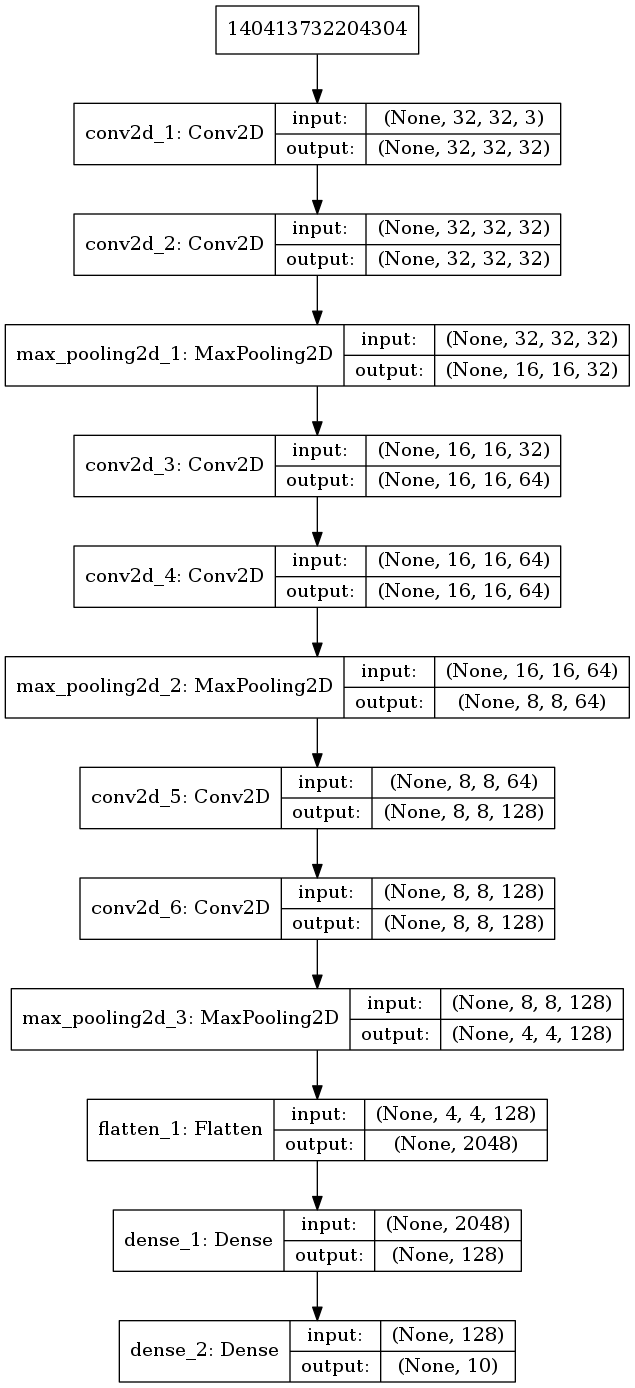 140413732204304
conv2d_1: Conv2D
input: (None, 32, 32, 3)
output: (None, 32, 32, 32)
conv2d_2: Conv2D
input: (None, 32, 32, 32)
output: (None, 32, 32, 32)
max_pooling2d_1: MaxPooling2D
input: (None, 32, 32, 32)
output: (None, 16, 16, 32)
conv2d_3: Conv2D
input: (None, 16, 16, 32)
output: (None, 16, 16, 64)
conv2d_4: Conv2D
input: (None, 16, 16, 64)
output: (None, 16, 16, 64)
max_pooling2d_2: MaxPooling2D
input: (None, 16, 16, 64)
output: (None, 8, 8, 64)
conv2d_5: Conv2D
input: (None, 8, 8, 64)
output: (None, 8, 8, 128)
conv2d_6: Conv2D
input: (None, 8, 8, 128)
output: (None, 8, 8, 128)
max_pooling2d_3: MaxPooling2D
input: (None, 8, 8, 128)
output: (None, 4, 4, 128)
flatten_1: Flatten
input: (None, 4, 4, 128)
output: (None, 2048)
dense_1: Dense
input: (None, 2048)
output: (None, 128)
dense_2: Dense
input: (None, 128)
output: (None, 10)